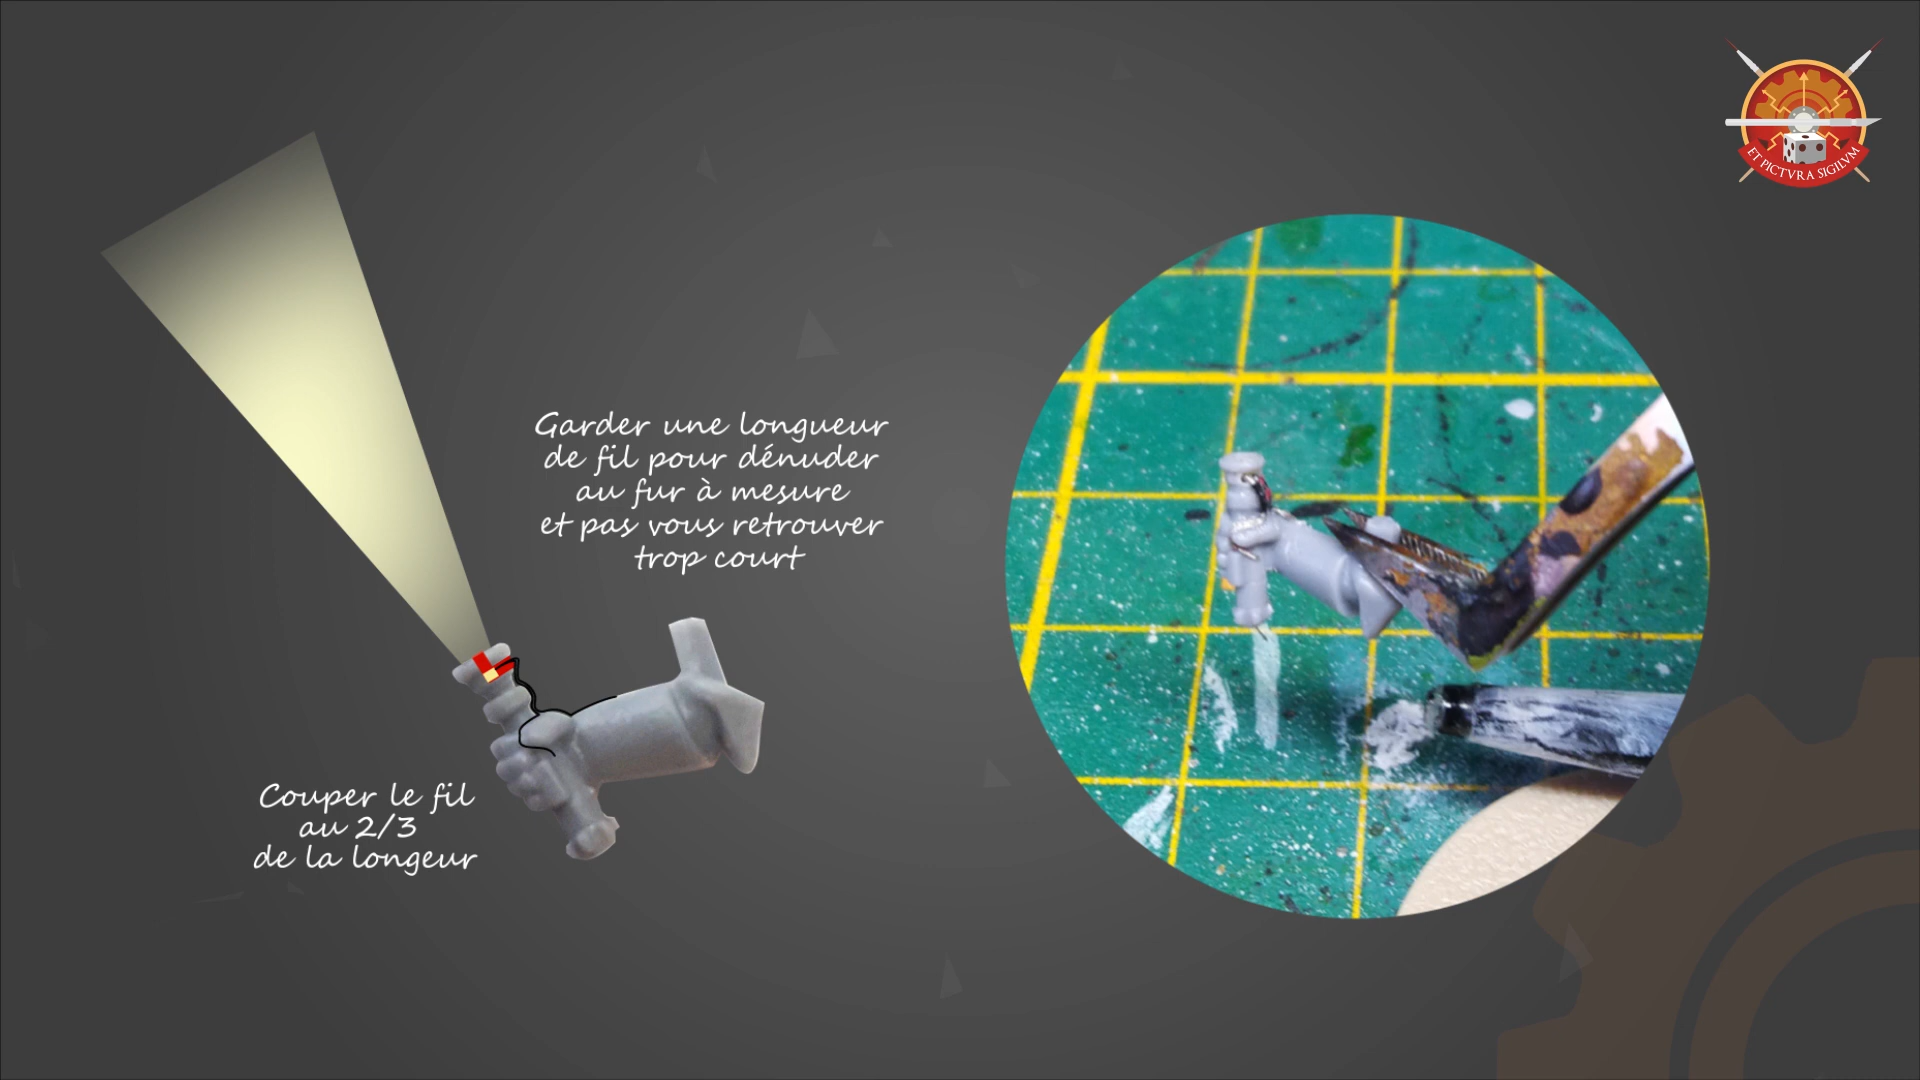 ET PICTVRA SIGILVM
Garder une longueur
de fil pour dénuder
au fur à mesure
et pas vous retrouver
trop court
Couper le fil
au 2/3
de la longeur